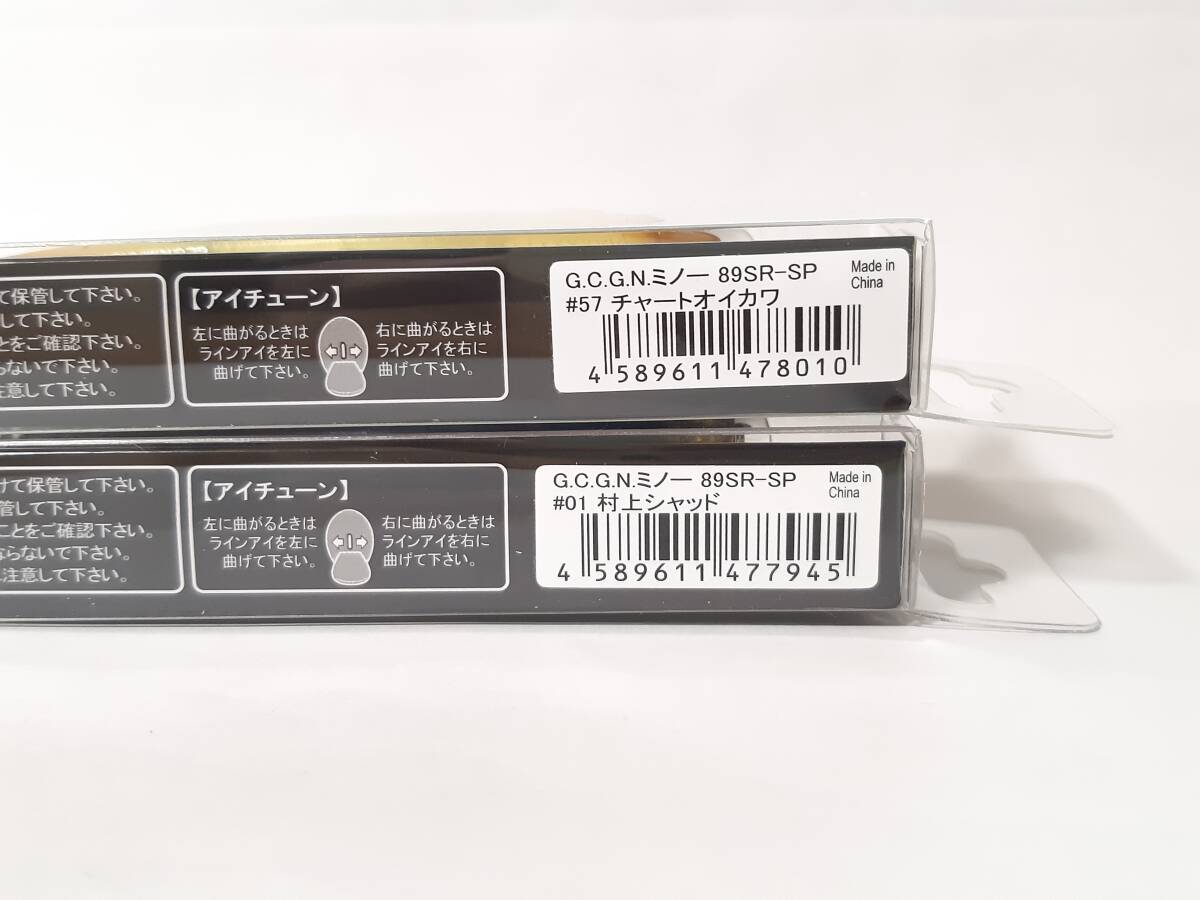 て保管して下さい。
して下さい。
とをご確認下さい。
らないで下さい。
注意して下さい。
【アイチューン】
左に曲がるときは
ラインアイを左に
曲げて下さい。
右に曲がるときは
ラインアイを右に
曲げて下さい。
G.C.G.N.ミノー 89SR-SP
Made in
China
#57 チャートオイカワ
4 589611 478010
けて保管して下さい。
管して下さい。
ことをご確認下さい。
ならないで下さい。
注意して下さい。
【アイチューン】
左に曲がるときは
ラインアイを左に
曲げて下さい。
右に曲がるときは
ラインアイを右に
曲げて下さい。
G.C.G.N.ミノー 89SR-SP
Made in
China
#01 村上シャッド
4 589611 477945